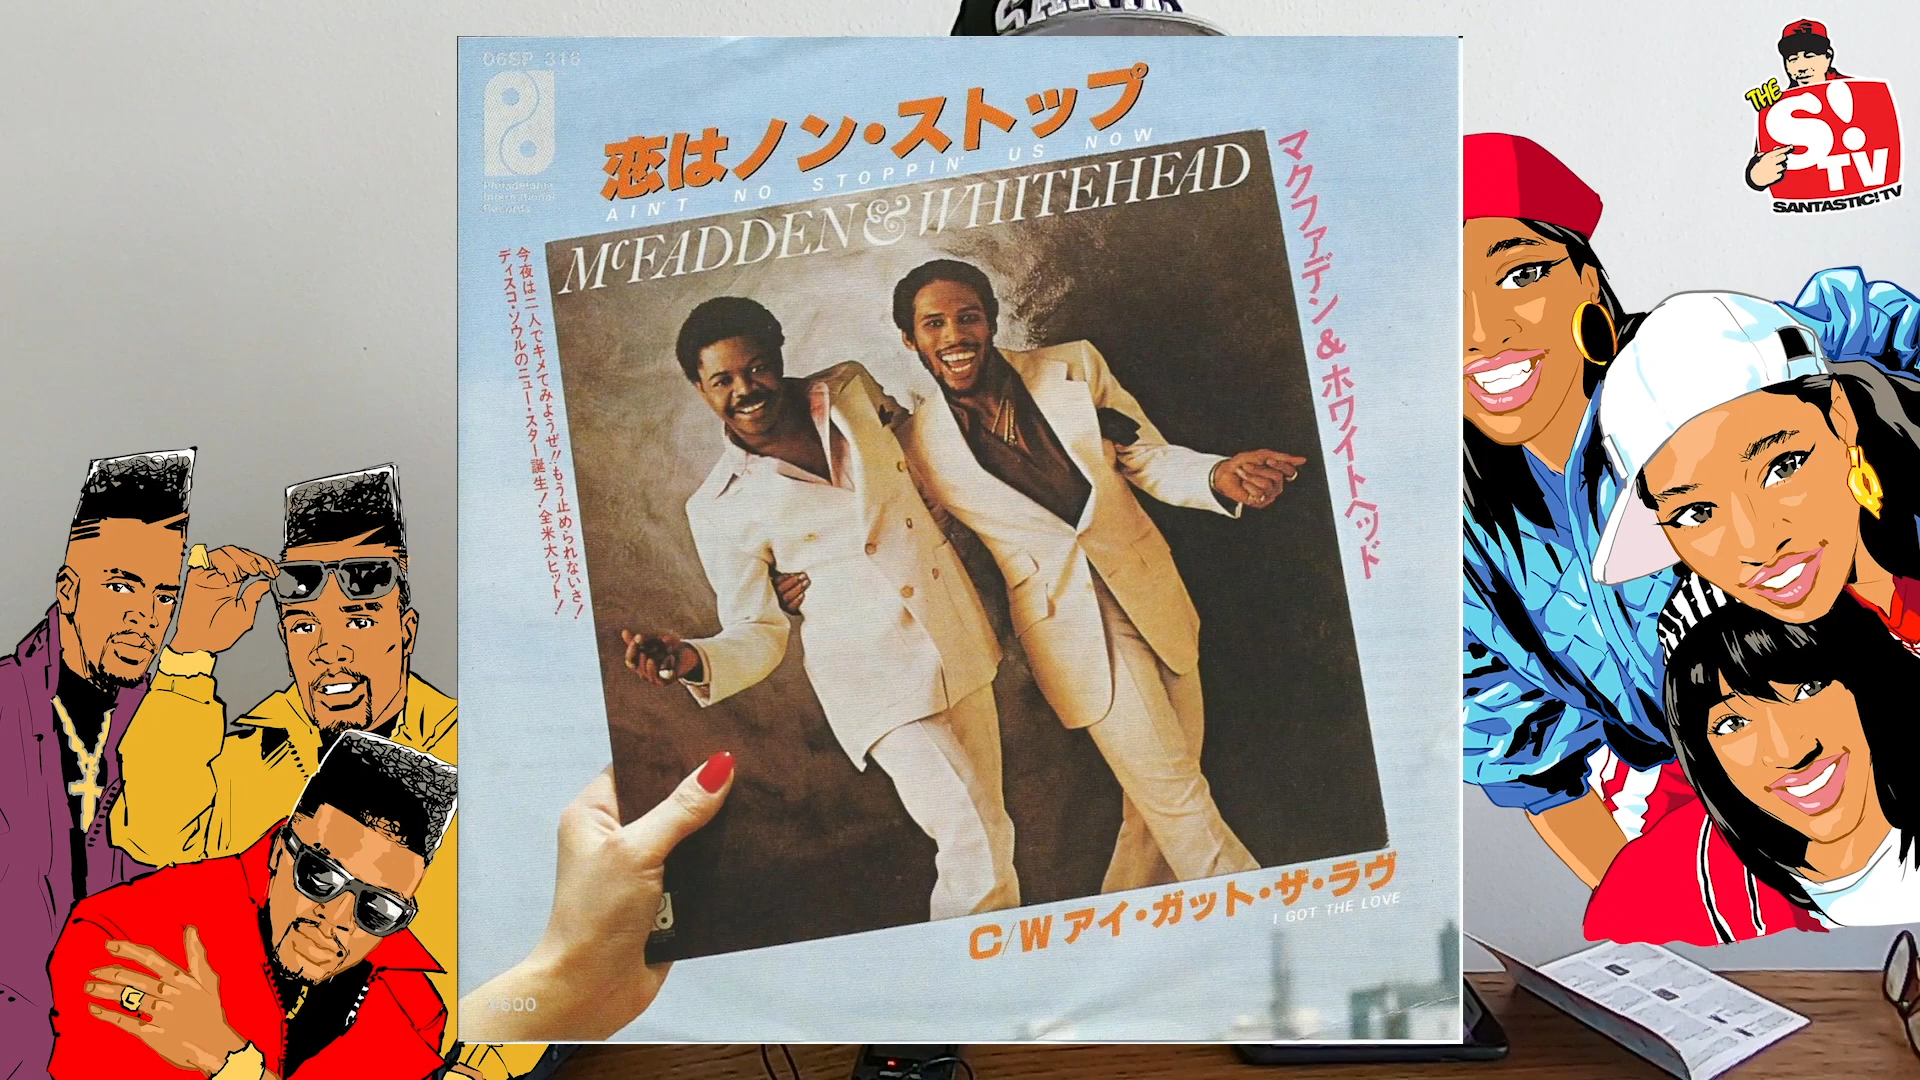 06SP 316
Philadelphia
International
Records
恋はノン・ストップ
AIN'T NO STOPPIN' US NOW
McFADDEN & WHITEHEAD
マクファデン&ホワイトヘッド
今夜は二人でキメてみようぜ!!もう止められないさ!
ディスコ・ソウルのニュー・スター誕生!全米大ヒット!
C/W アイ・ガット・ザ・ラヴ
I GOT THE LOVE
THE
S!
TV
SANTASTIC! TV